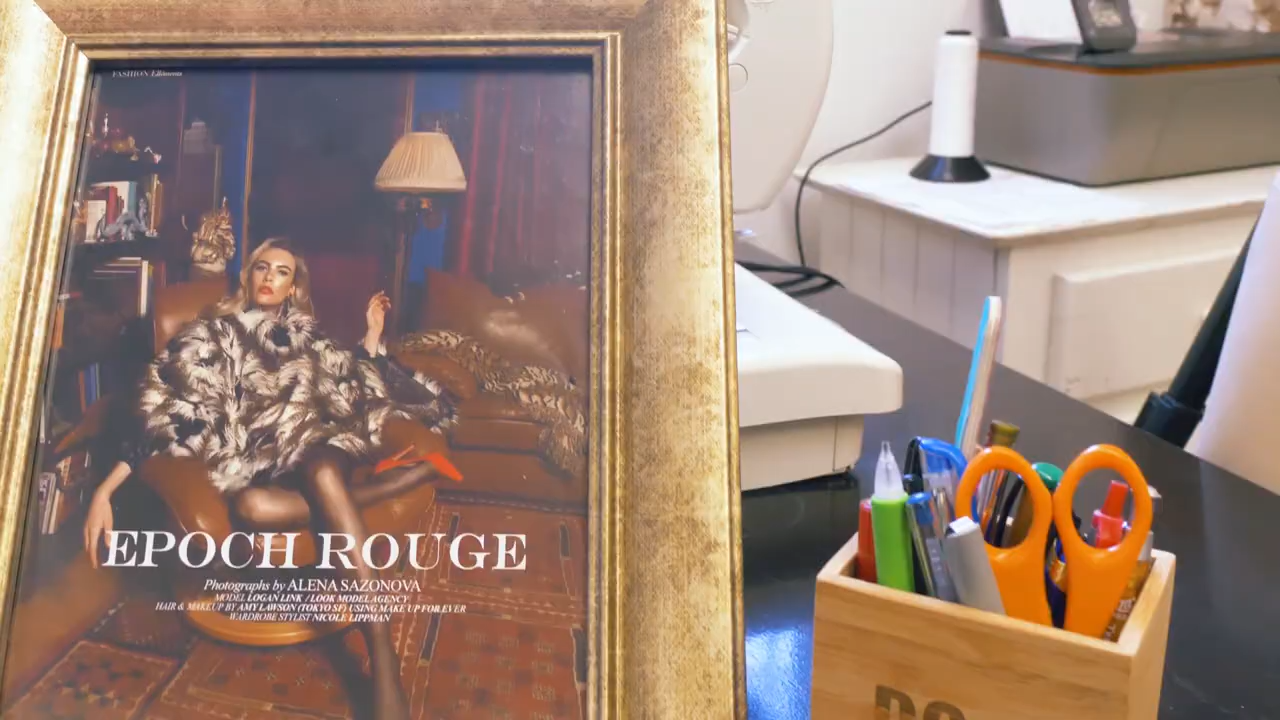 FASHION Ellements
EPOCH ROUGE
Photographs by ALENA SAZONOVA
MODEL LOGAN LINK / LOOK MODEL AGENCY
HAIR & MAKEUP BY AMY LAWSON (TOKYO SF) USING MAKE UP FOR EVER
WARDROBE STYLIST NICOLE LIPPMAN